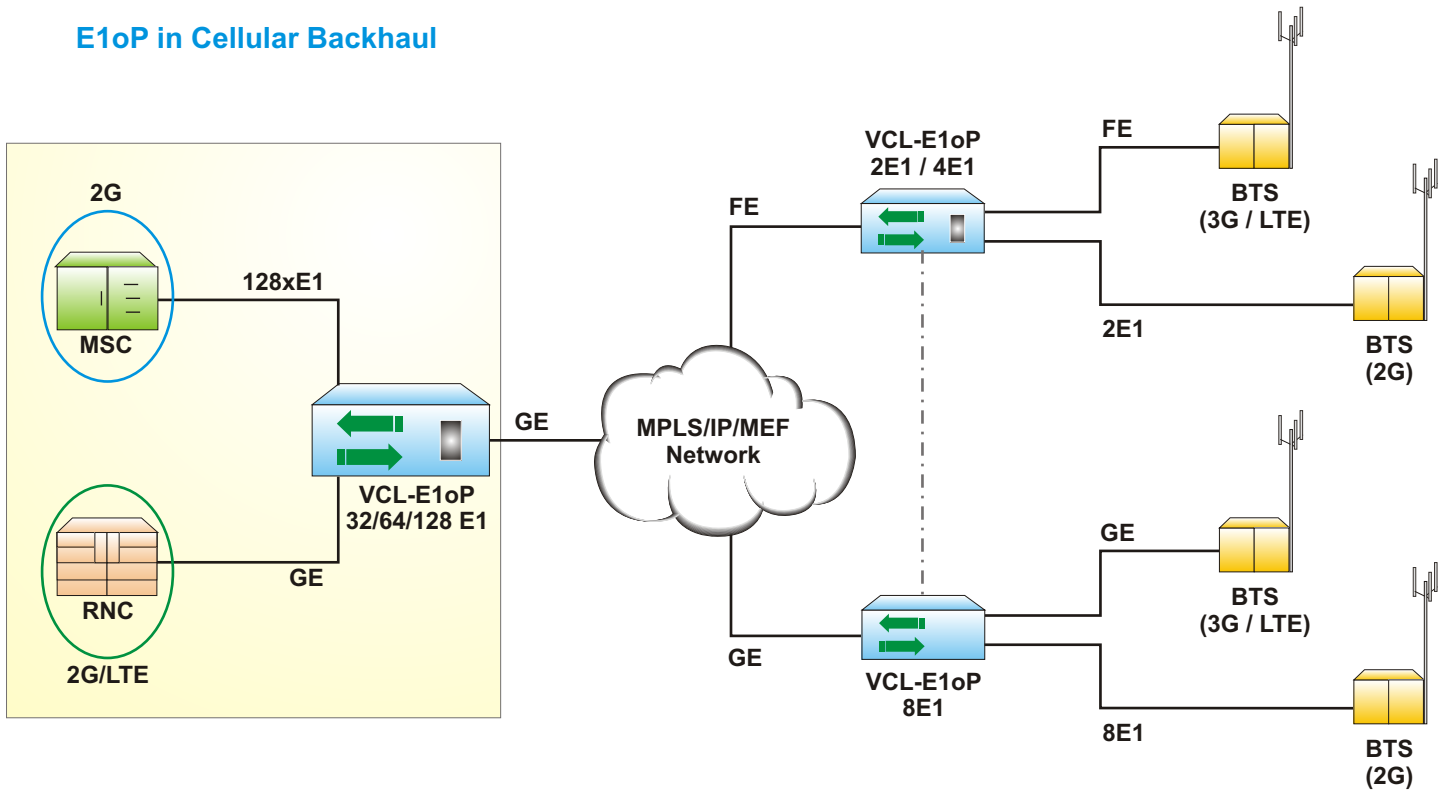 E1oP in Cellular Backhaul
2G
MSC
128xE1
VCL-E1oP
32/64/128 E1
GE
RNC
2G/LTE
GE
MPLS/IP/MEF
Network
FE
VCL-E1oP
2E1 / 4E1
FE
BTS
(3G / LTE)
2E1
BTS
(2G)
GE
VCL-E1oP
8E1
GE
BTS
(3G / LTE)
8E1
BTS
(2G)